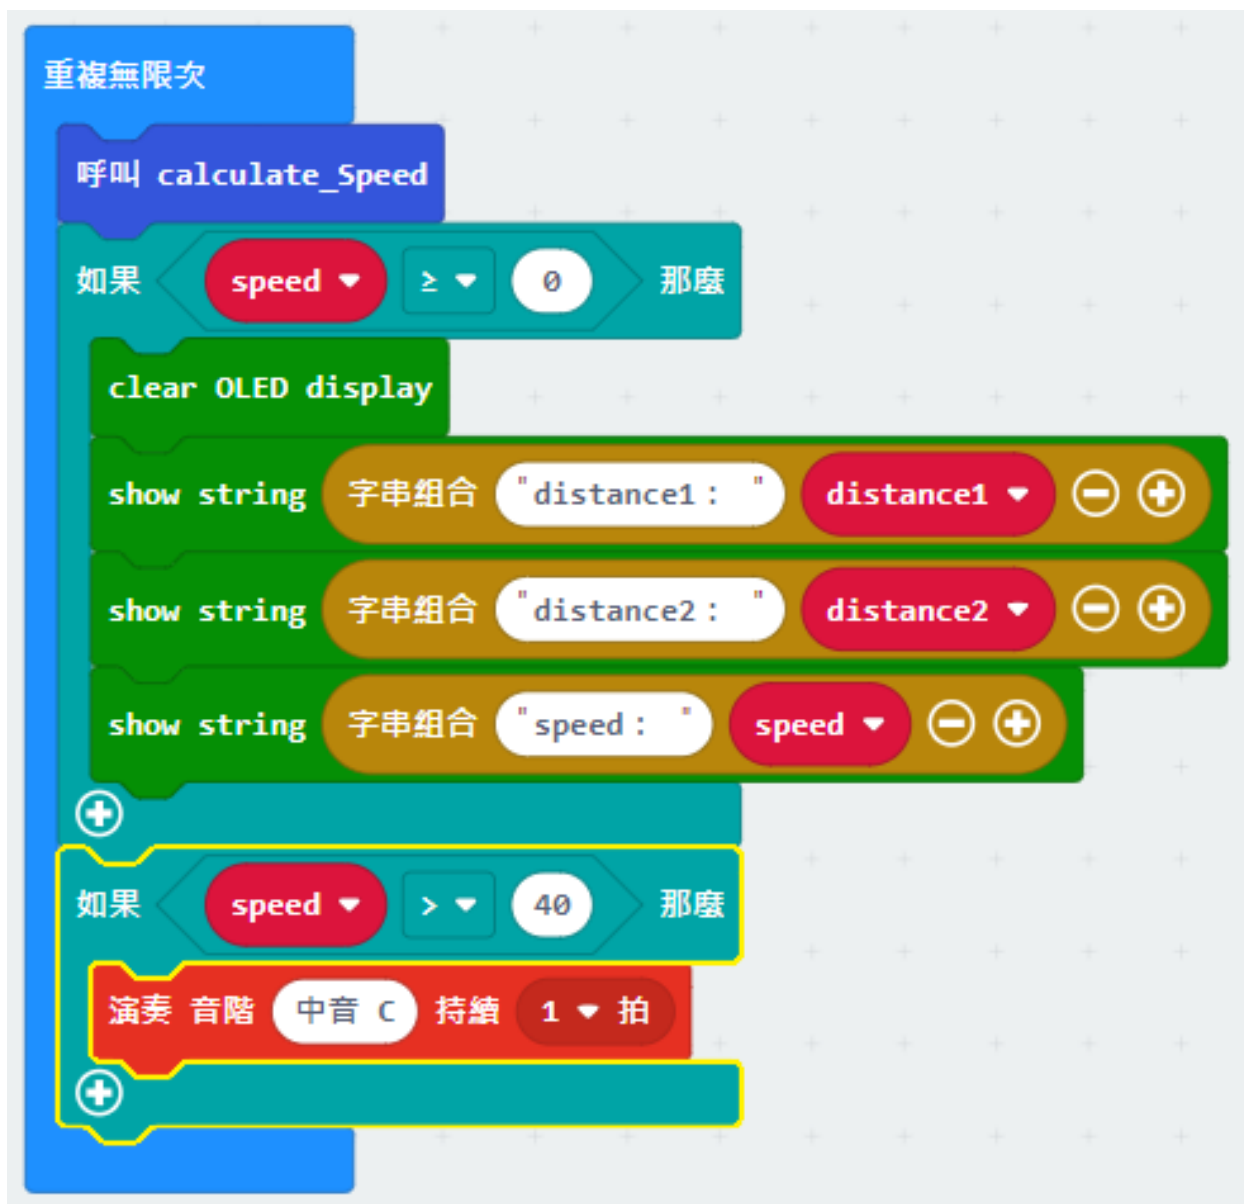 重複無限次
呼叫 calculate_Speed
如果 speed ≥ 0 那麼
clear OLED display
show string 字串組合 "distance1： " distance1
show string 字串組合 "distance2： " distance2
show string 字串組合 "speed： " speed
如果 speed > 40 那麼
演奏 音階 中音 C 持續 1 拍